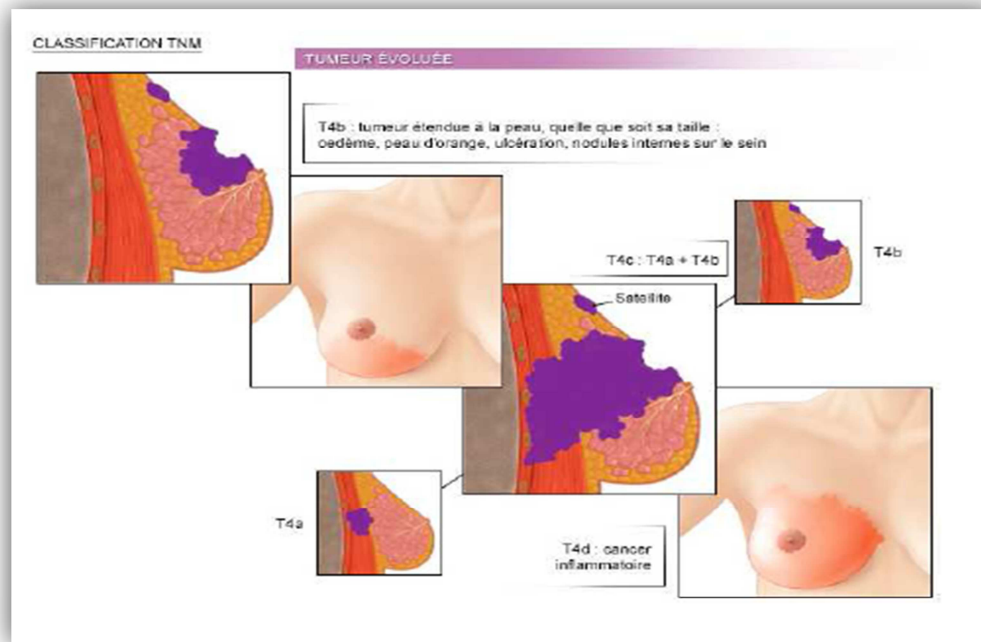 CLASSIFICATION TNM
TUMEUR ÉVOLUÉE
T4b : tumeur étendue à la peau, quelle que soit sa taille :
oedème, peau d'orange, ulcération, nodules internes sur le sein
T4c : T4a + T4b
T4b
Satellite
T4a
T4d : cancer
inflammatoire